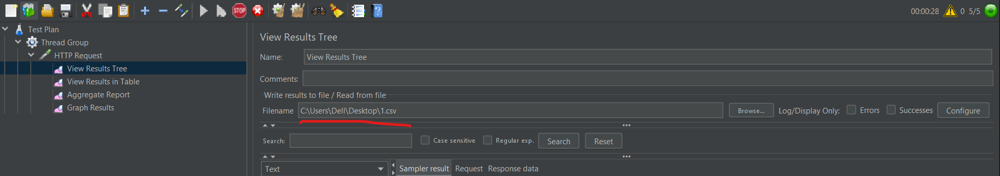 STOP
00:00:28 0 5/5
Test Plan
Thread Group
HTTP Request
View Results Tree
View Results in Table
Aggregate Report
Graph Results
View Results Tree
Name: View Results Tree
Comments:
Write results to file / Read from file
Filename C:\Users\Dell\Desktop\1.csv Browse... Log/Display Only: Errors Successes Configure
Search: Case sensitive Regular exp. Search Reset
Text Sampler result Request Response data